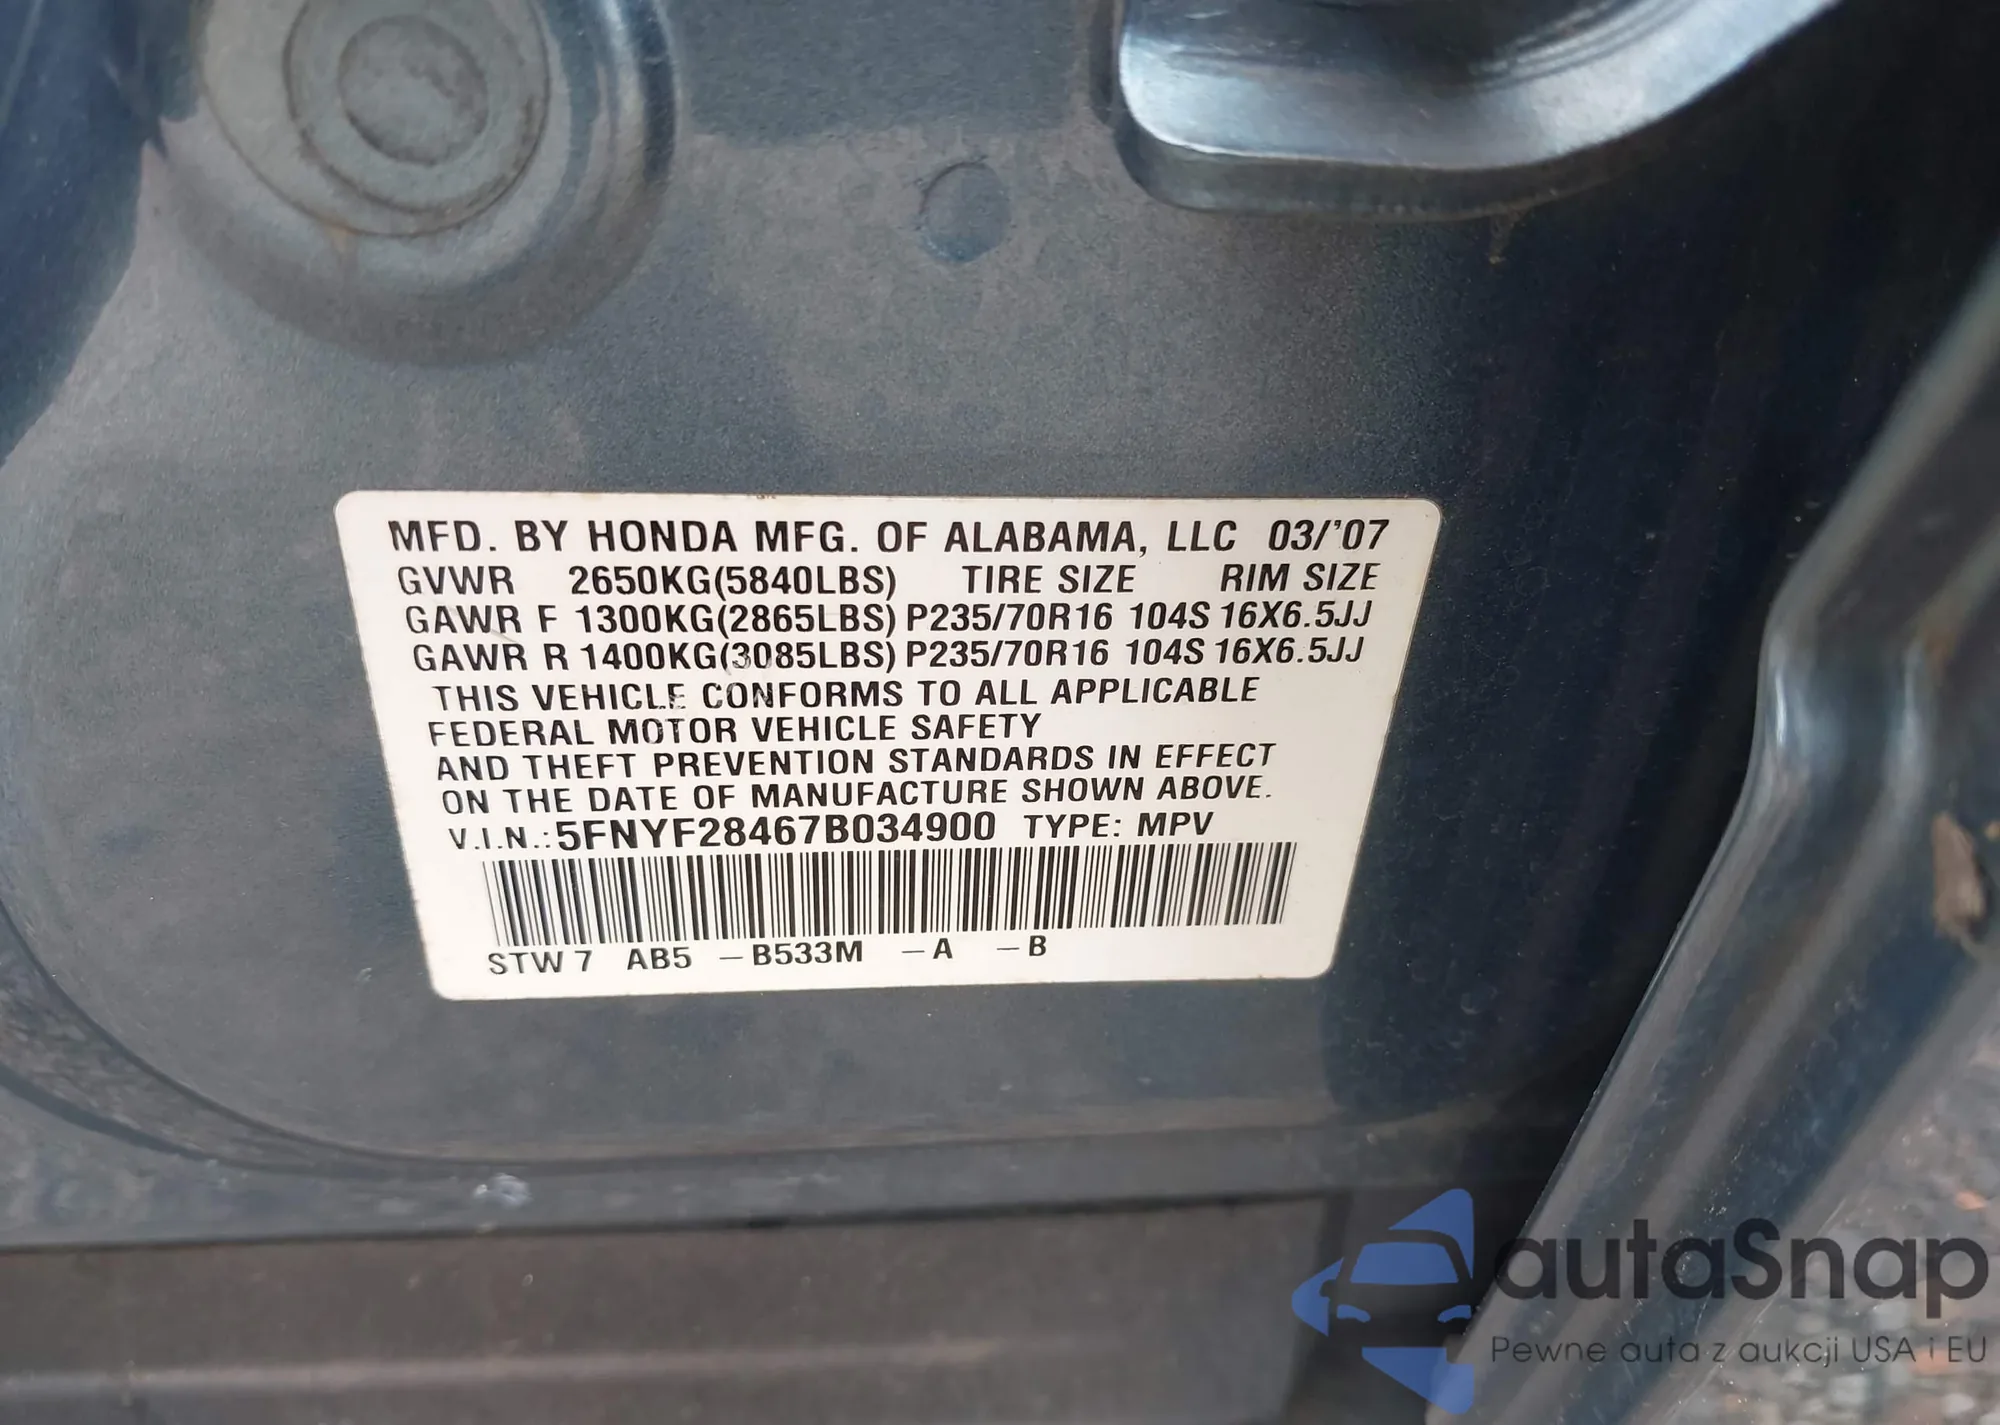 MFD. BY HONDA MFG. OF ALABAMA, LLC 03/'07
GVWR 2650KG(5840LBS) TIRE SIZE RIM SIZE
GAWR F 1300KG(2865LBS) P235/70R16 104S 16X6.5JJ
GAWR R 1400KG(3085LBS) P235/70R16 104S 16X6.5JJ
THIS VEHICLE CONFORMS TO ALL APPLICABLE
FEDERAL MOTOR VEHICLE SAFETY
AND THEFT PREVENTION STANDARDS IN EFFECT
ON THE DATE OF MANUFACTURE SHOWN ABOVE.
V.I.N.: 5FNYF28467B034900 TYPE: MPV
STW 7 AB5 – B533M – A – B
autaSnap
Pewne auta z aukcji USA i EU